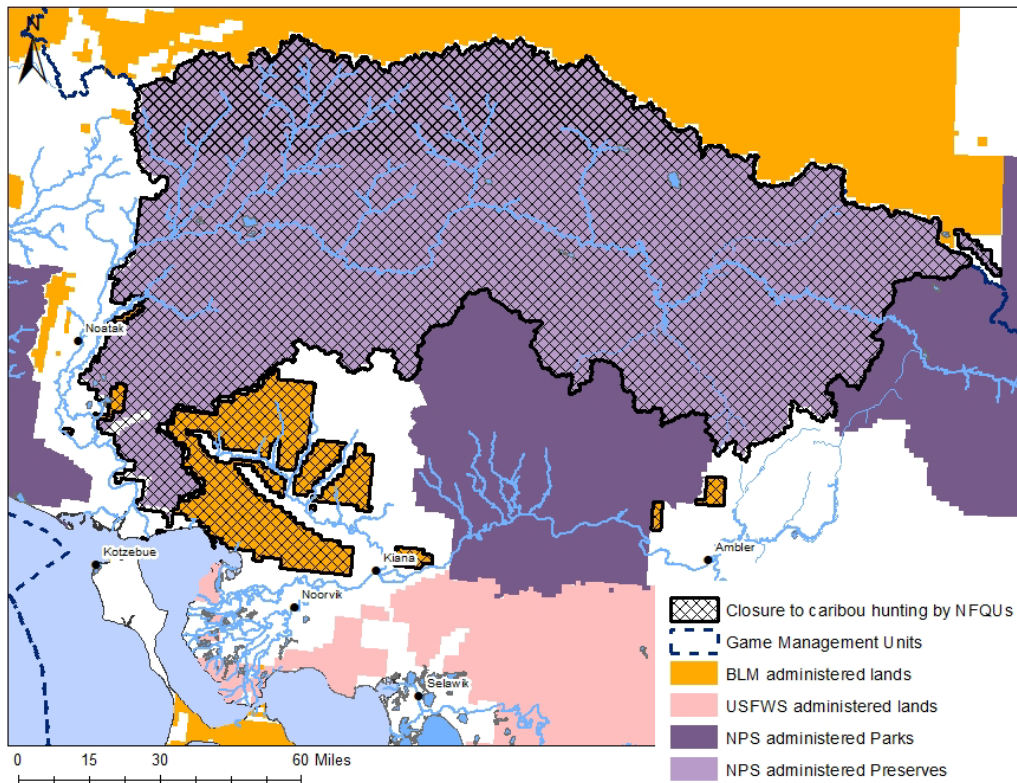 N
Noatak
Kotzebue
Kiana
Ambler
Noorvik
Selawik
Closure to caribou hunting by NFQUs
Game Management Units
BLM administered lands
USFWS administered lands
NPS administered Parks
NPS administered Preserves
0 15 30 60 Miles